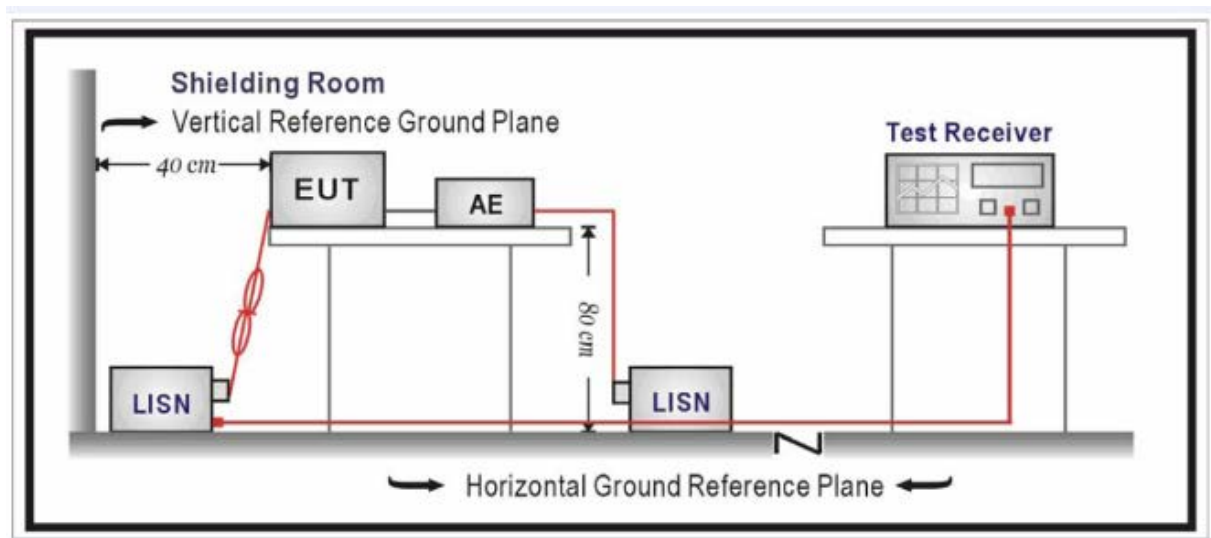 Shielding Room
Vertical Reference Ground Plane
40 cm
EUT
AE
Test Receiver
80 cm
LISN
LISN
Horizontal Ground Reference Plane